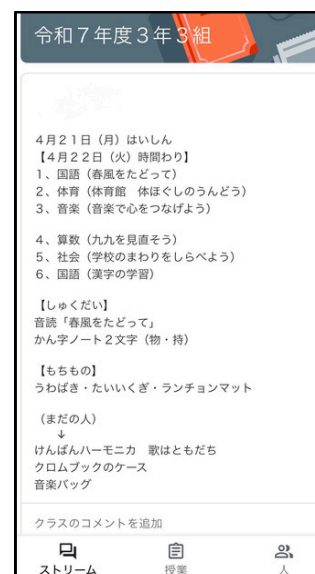 令和７年度３年３組
４月２１日（月）はいしん
【４月２２日（火）時間わり】
１、国語（春風をたどって）
２、体育（体育館　体ほぐしのうんどう）
３、音楽（音楽で心をつなげよう）
４、算数（九九を見直そう）
５、社会（学校のまわりをしらべよう）
６、国語（漢字の学習）
【しゅくだい】
音読「春風をたどって」
かん字ノート２文字（物・持）
【もちもの】
うわばき・たいいくぎ・ランチョンマット
（まだの人）
↓
けんばんハーモニカ　歌はともだち
クロムブックのケース
音楽バッグ
クラスのコメントを追加
ストリーム
授業
人